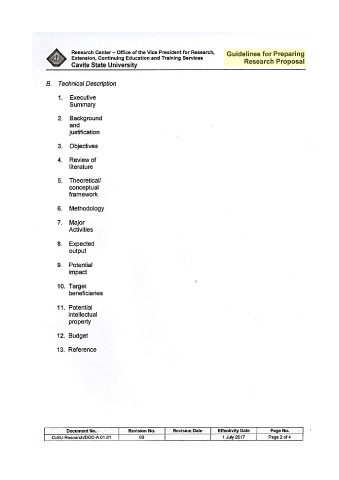 Research Center – Office of the Vice President for Research,
Extension, Continuing Education and Training Services
Cavite State University
Guidelines for Preparing
Research Proposal
B. Technical Description
1. Executive
Summary
2. Background
and
justification
3. Objectives
4. Review of
literature
5. Theoretical/
conceptual
framework
6. Methodology
7. Major
Activities
8. Expected
output
9. Potential
impact
10. Target
beneficiaries
11. Potential
intellectual
property
12. Budget
13. Reference
Document No. Revision No. Revision Date Effectivity Date Page No.
CvSU-Research/DOC-A.01.01 00 1 July 2017 Page 2 of 4